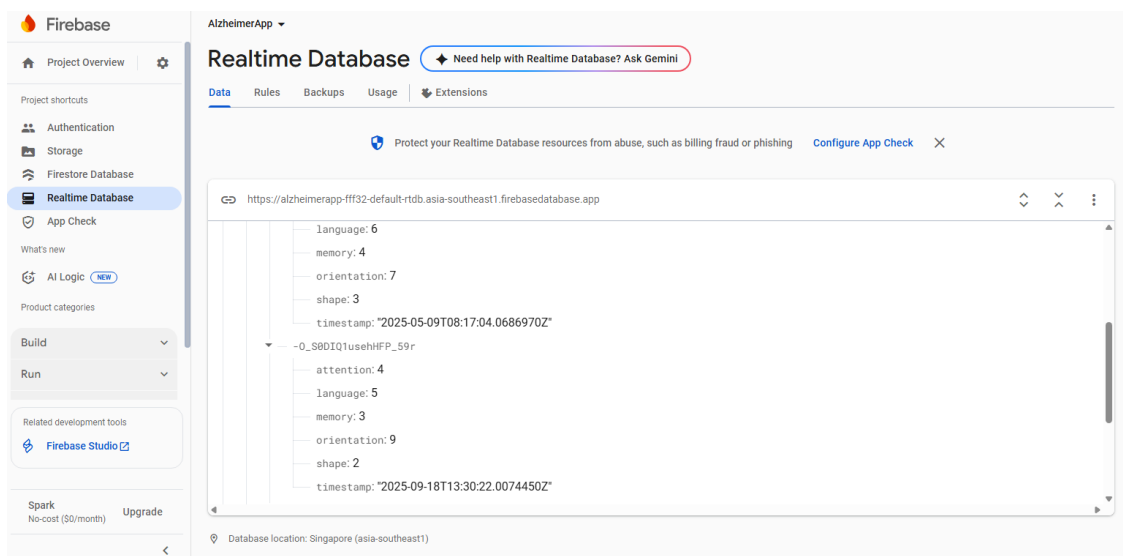 Firebase
Project Overview
Project shortcuts
Authentication
Storage
Firestore Database
Realtime Database
App Check
What's new
AI Logic NEW
Product categories
Build
Run
Related development tools
Firebase Studio
Spark
No-cost ($0/month)
Upgrade
AlzheimerApp
Realtime Database
Need help with Realtime Database? Ask Gemini
Data Rules Backups Usage Extensions
Protect your Realtime Database resources from abuse, such as billing fraud or phishing Configure App Check
https://alzheimerapp-fff32-default-rtdb.asia-southeast1.firebasedatabase.app
language: 6
memory: 4
orientation: 7
shape: 3
timestamp: "2025-05-09T08:17:04.0686970Z"
-O_S0DIQ1usehHFP_59r
attention: 4
language: 5
memory: 3
orientation: 9
shape: 2
timestamp: "2025-09-18T13:30:22.0074450Z"
Database location: Singapore (asia-southeast1)